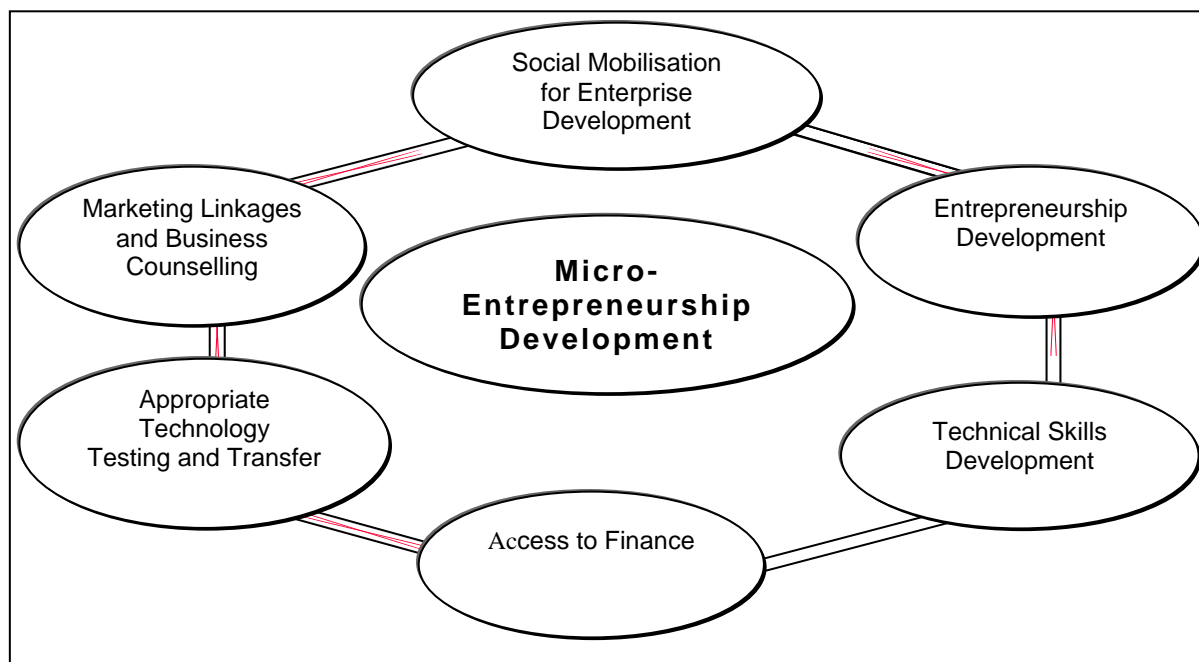 Social Mobilisation
for Enterprise
Development
Marketing Linkages
and Business
Counselling
Entrepreneurship
Development
Micro-
Entrepreneurship
Development
Appropriate
Technology
Testing and Transfer
Technical Skills
Development
Access to Finance